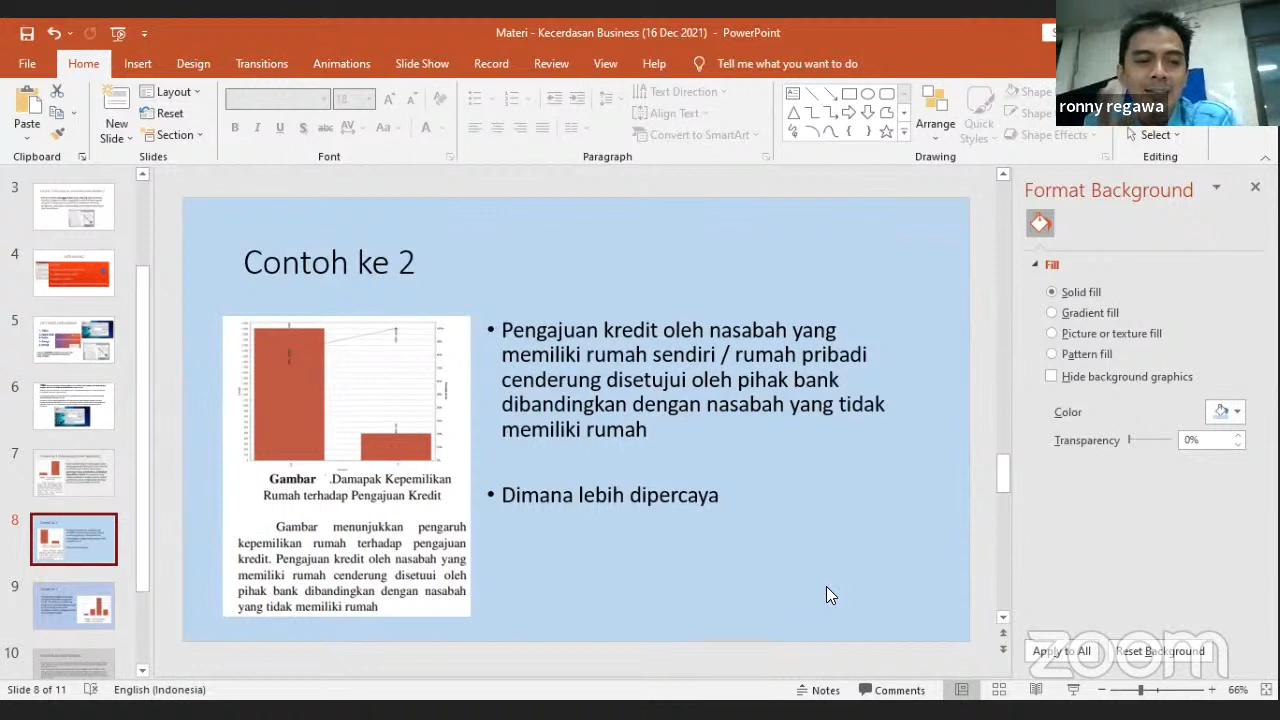 Materi - Kecerdasan Business (16 Dec 2021) - PowerPoint
ronny regawa
File Home Insert Design Transitions Animations Slide Show Record Review View Help Tell me what you want to do
Paste
Clipboard
New
Slide
Layout
Reset
Section
Slides
18
B I U S abc AV
Aa A
Font
Text Direction
Align Text
Convert to SmartArt
Paragraph
Arrange
Quick
Styles
Shape
Shape
Shape Effects
Drawing
Select
Editing
3
4
5
6
7
8
9
10
Contoh ke 2
Gambar .Damapak Kepemilikan
Rumah terhadap Pengajuan Kredit
Gambar menunjukkan pengaruh
kepemilikan rumah terhadap pengajuan
kredit. Pengajuan kredit oleh nasabah yang
memiliki rumah cenderung disetuui oleh
pihak bank dibandingkan dengan nasabah
yang tidak memiliki rumah
• Pengajuan kredit oleh nasabah yang
memiliki rumah sendiri / rumah pribadi
cenderung disetujui oleh pihak bank
dibandingkan dengan nasabah yang tidak
memiliki rumah
• Dimana lebih dipercaya
Format Background
Fill
Solid fill
Gradient fill
Picture or texture fill
Pattern fill
Hide background graphics
Color
Transparency 0%
Apply to All Reset Background
zoom
Slide 8 of 11 English (Indonesia) Notes Comments 66%